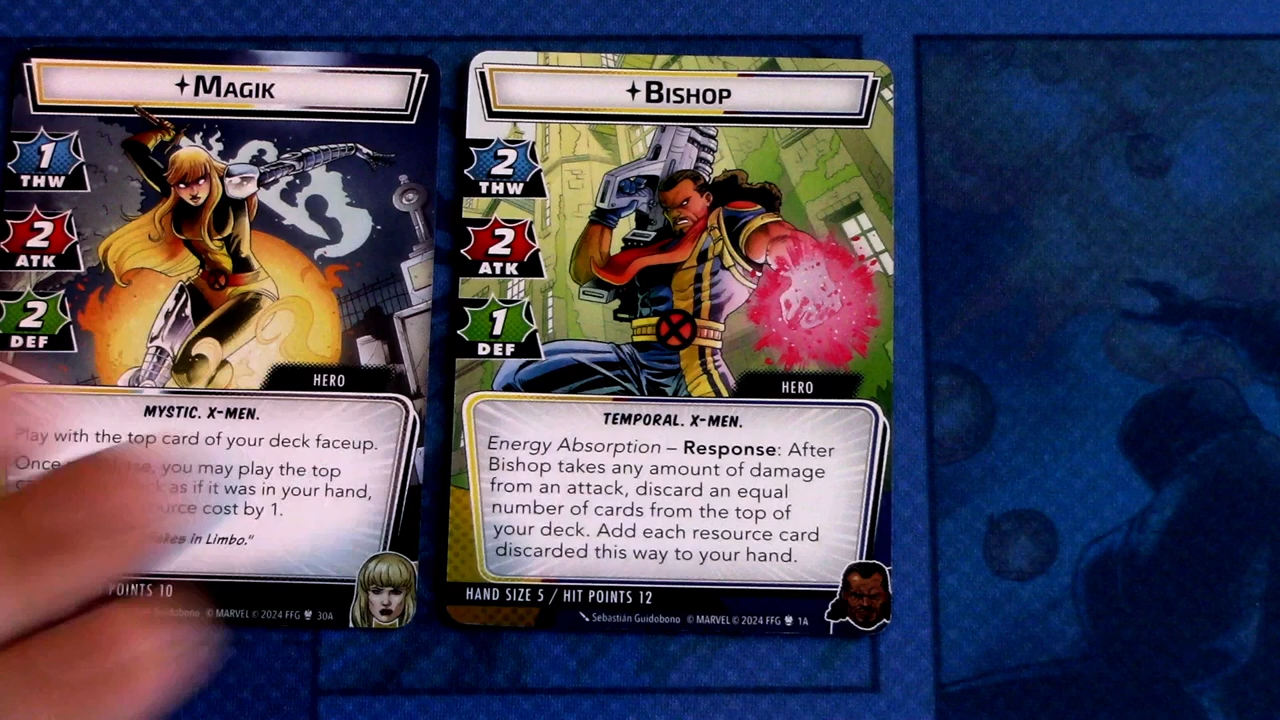 MAGIK
1
THW
2
ATK
2
DEF
HERO
MYSTIC. X-MEN.
Play with the top card of your deck faceup.
Once you may play the top
as if it was in your hand,
cost by 1.
in Limbo."
POINTS 10
Guidobono © MARVEL © 2024 FFG 30A
BISHOP
2
THW
2
ATK
1
DEF
HERO
TEMPORAL. X-MEN.
Energy Absorption – Response: After
Bishop takes any amount of damage
from an attack, discard an equal
number of cards from the top of
your deck. Add each resource card
discarded this way to your hand.
HAND SIZE 5 / HIT POINTS 12
Sebastián Guidobono © MARVEL © 2024 FFG 1A